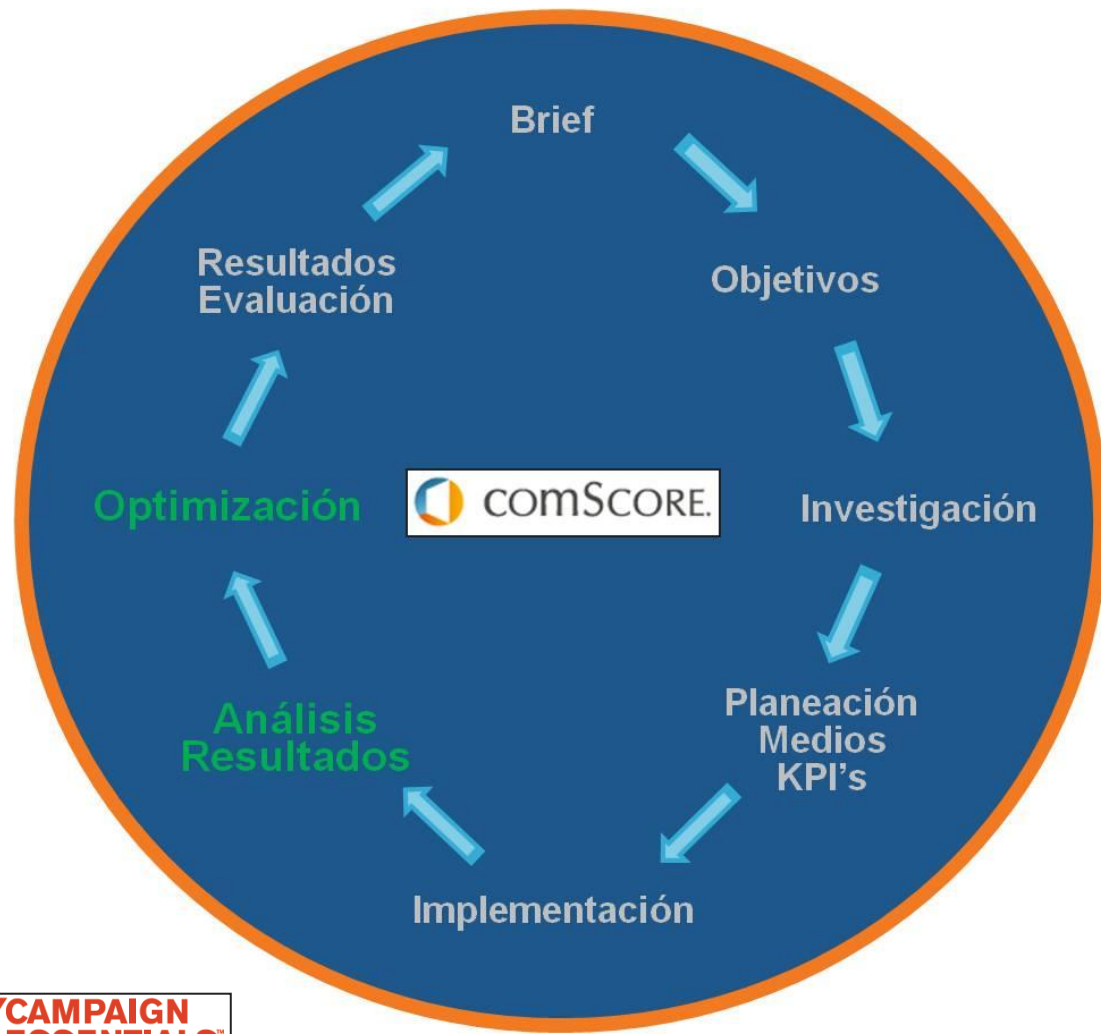 Brief
Objetivos
Investigación
Planeación
Medios
KPI's
Implementación
Análisis
Resultados
Optimización
Resultados
Evaluación
comSCORE.
CAMPAIGN